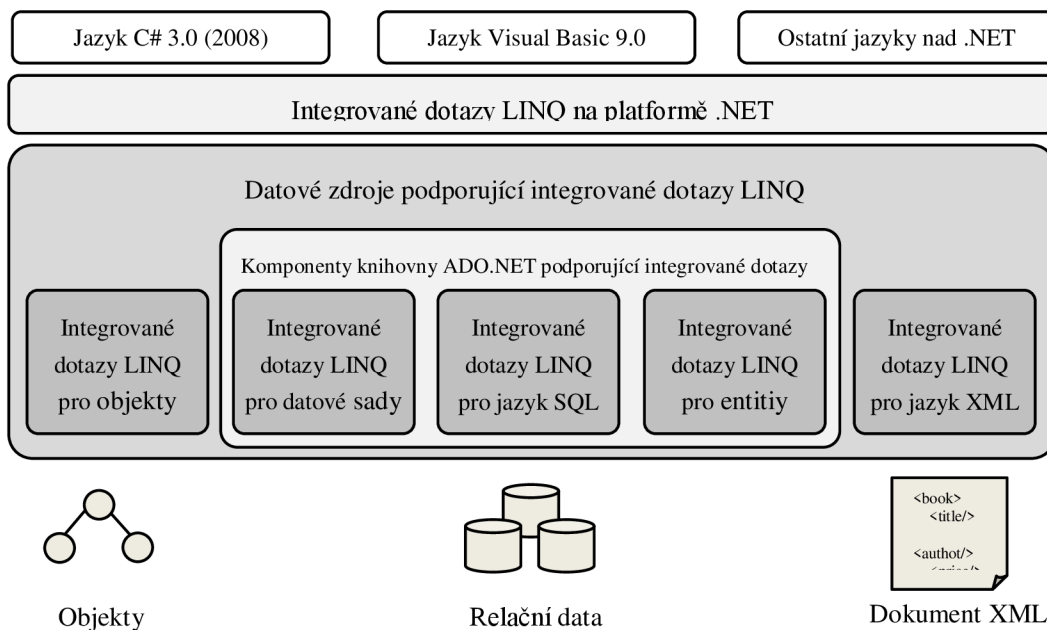 Jazyk C# 3.0 (2008)
Jazyk Visual Basic 9.0
Ostatní jazyky nad .NET
Integrované dotazy LINQ na platformě .NET
Datové zdroje podporující integrované dotazy LINQ
Komponenty knihovny ADO.NET podporující integrované dotazy
Integrované
dotazy LINQ
pro objekty
Integrované
dotazy LINQ
pro datové sady
Integrované
dotazy LINQ
pro jazyk SQL
Integrované
dotazy LINQ
pro entitiy
Integrované
dotazy LINQ
pro jazyk XML
<book>
<title/>
<authot/>
Objekty
Relační data
Dokument XML